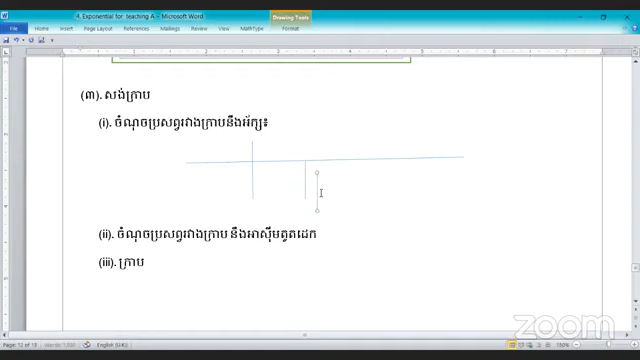 4. Exponential for teaching A - Microsoft Word
Drawing Tools
File Home Insert Page Layout References Mailings Review View MathType Format
(៣). សង់ក្រាប
(i). ចំណុចប្រសព្វរវាងក្រាបនឹងអ័ក្ស៖
(ii). ចំណុចប្រសព្វរវាងក្រាប នឹងអាស៊ីមតូតដេក
(iii). ក្រាប
zoom
Page: 12 of 13
English (U.K.)
150%